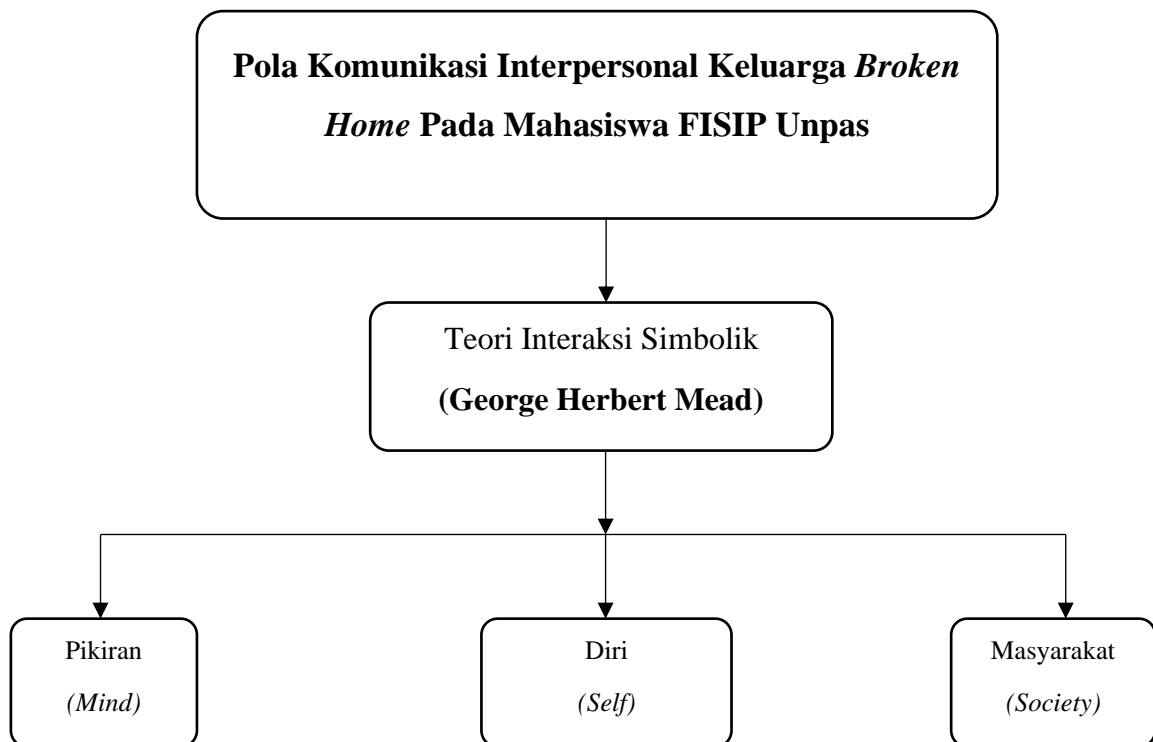 Pola Komunikasi Interpersonal Keluarga Broken
Home Pada Mahasiswa FISIP Unpas
Teori Interaksi Simbolik
(George Herbert Mead)
Pikiran
(Mind)
Diri
(Self)
Masyarakat
(Society)